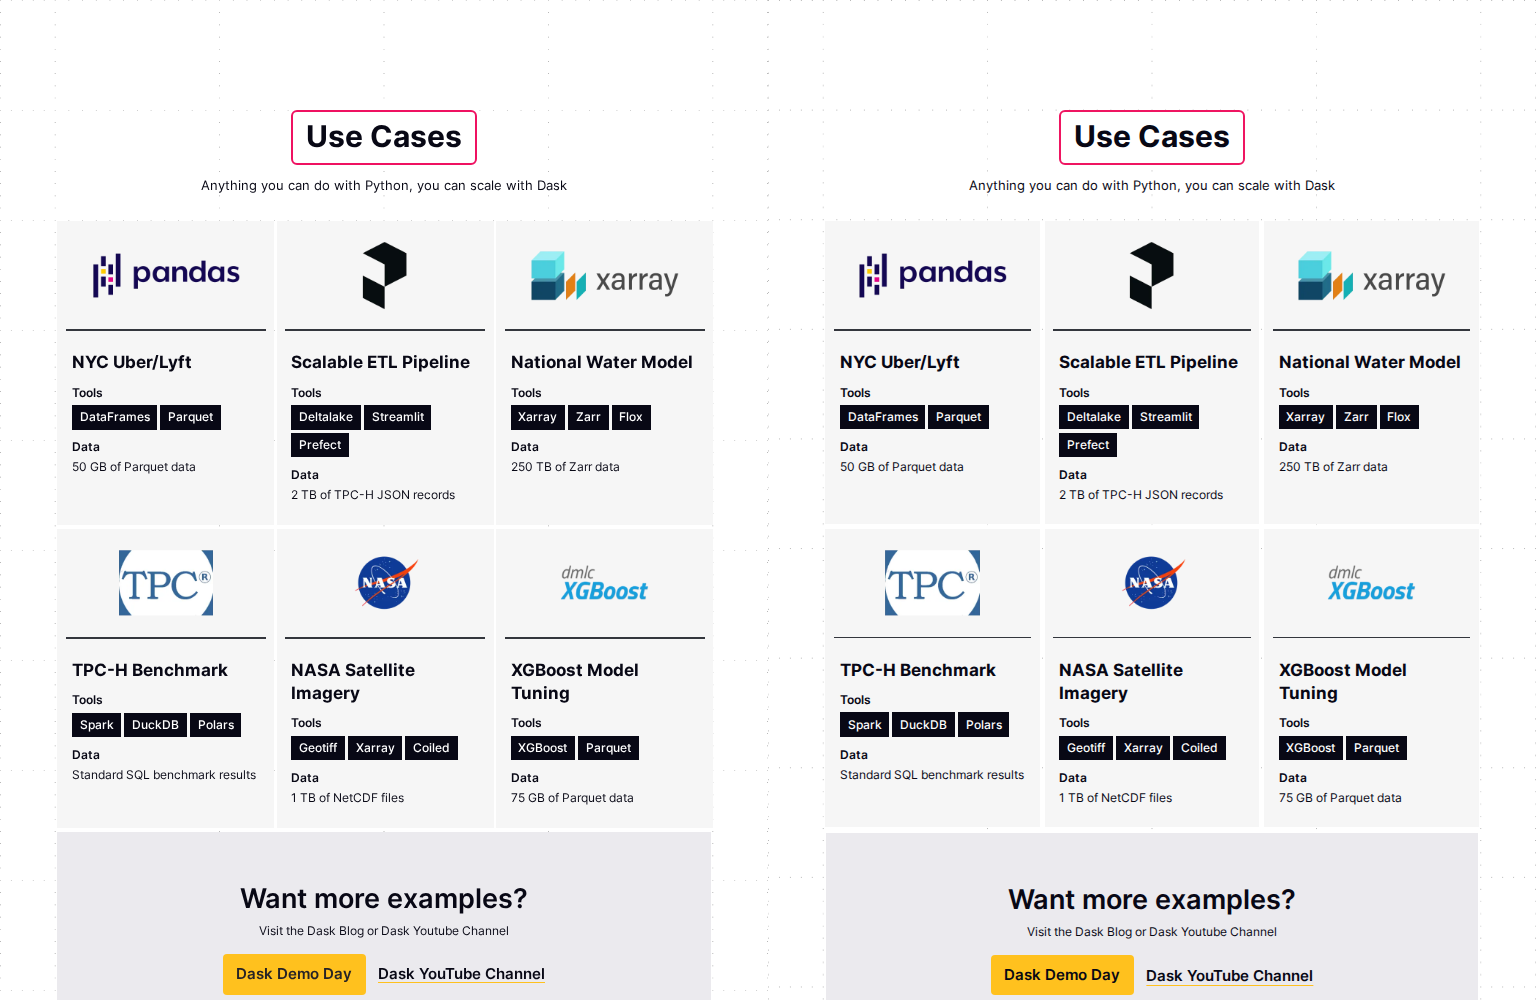 Use Cases
Anything you can do with Python, you can scale with Dask
pandas
xarray
NYC Uber/Lyft
Tools
DataFrames Parquet
Data
50 GB of Parquet data
Scalable ETL Pipeline
Tools
Deltalake Streamlit
Prefect
Data
2 TB of TPC-H JSON records
National Water Model
Tools
Xarray Zarr Flox
Data
250 TB of Zarr data
TPC®
NASA
dmlc
XGBoost
TPC-H Benchmark
Tools
Spark DuckDB Polars
Data
Standard SQL benchmark results
NASA Satellite
Imagery
Tools
Geotiff Xarray Coiled
Data
1 TB of NetCDF files
XGBoost Model
Tuning
Tools
XGBoost Parquet
Data
75 GB of Parquet data
Want more examples?
Visit the Dask Blog or Dask Youtube Channel
Dask Demo Day Dask YouTube Channel
Use Cases
Anything you can do with Python, you can scale with Dask
pandas
xarray
NYC Uber/Lyft
Tools
DataFrames Parquet
Data
50 GB of Parquet data
Scalable ETL Pipeline
Tools
Deltalake Streamlit
Prefect
Data
2 TB of TPC-H JSON records
National Water Model
Tools
Xarray Zarr Flox
Data
250 TB of Zarr data
TPC®
NASA
dmlc
XGBoost
TPC-H Benchmark
Tools
Spark DuckDB Polars
Data
Standard SQL benchmark results
NASA Satellite
Imagery
Tools
Geotiff Xarray Coiled
Data
1 TB of NetCDF files
XGBoost Model
Tuning
Tools
XGBoost Parquet
Data
75 GB of Parquet data
Want more examples?
Visit the Dask Blog or Dask Youtube Channel
Dask Demo Day Dask YouTube Channel